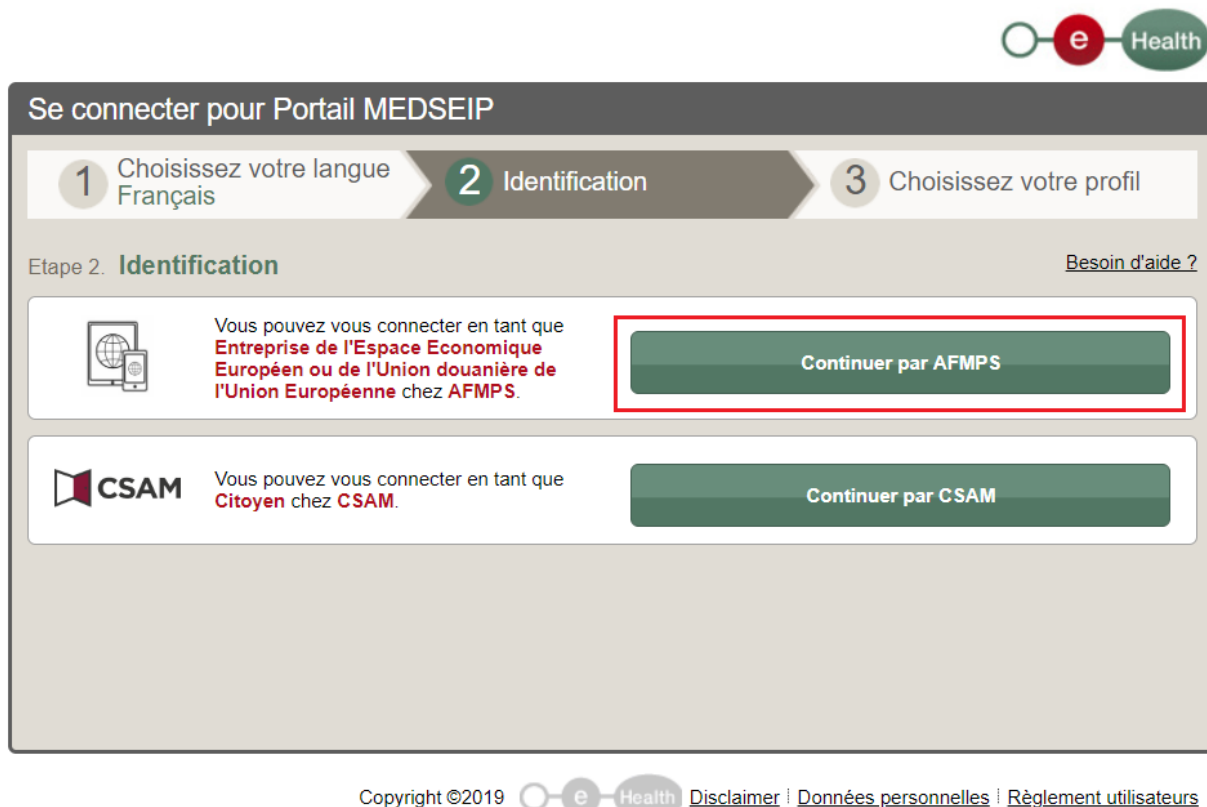 e Health
Se connecter pour Portail MEDSEIP
1 Choisissez votre langue
Français
2 Identification
3 Choisissez votre profil
Etape 2. Identification
Besoin d'aide ?
Vous pouvez vous connecter en tant que
Entreprise de l'Espace Economique
Européen ou de l'Union douanière de
l'Union Européenne chez AFMPS.
Continuer par AFMPS
CSAM
Vous pouvez vous connecter en tant que
Citoyen chez CSAM.
Continuer par CSAM
Copyright ©2019 e Health Disclaimer Données personnelles Règlement utilisateurs